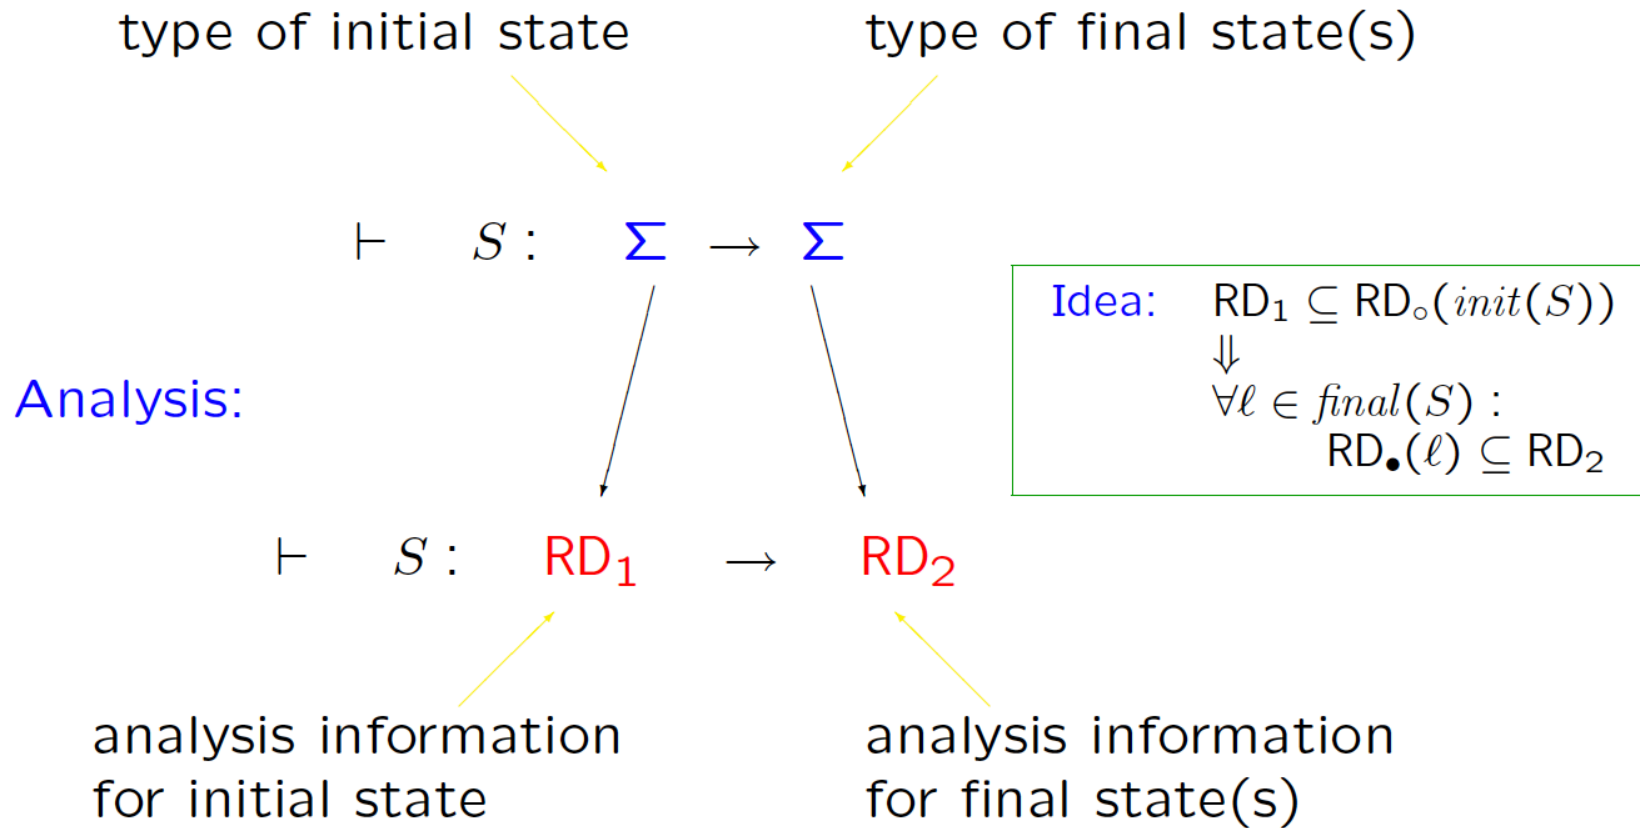 type of initial state type of final state(s)
⊢ S : Σ → Σ
Idea: RD₁ ⊆ RD∘(init(S))
⇓
Analysis: ∀ℓ ∈ final(S) :
RD•(ℓ) ⊆ RD₂
⊢ S : RD₁ → RD₂
analysis information analysis information
for initial state for final state(s)